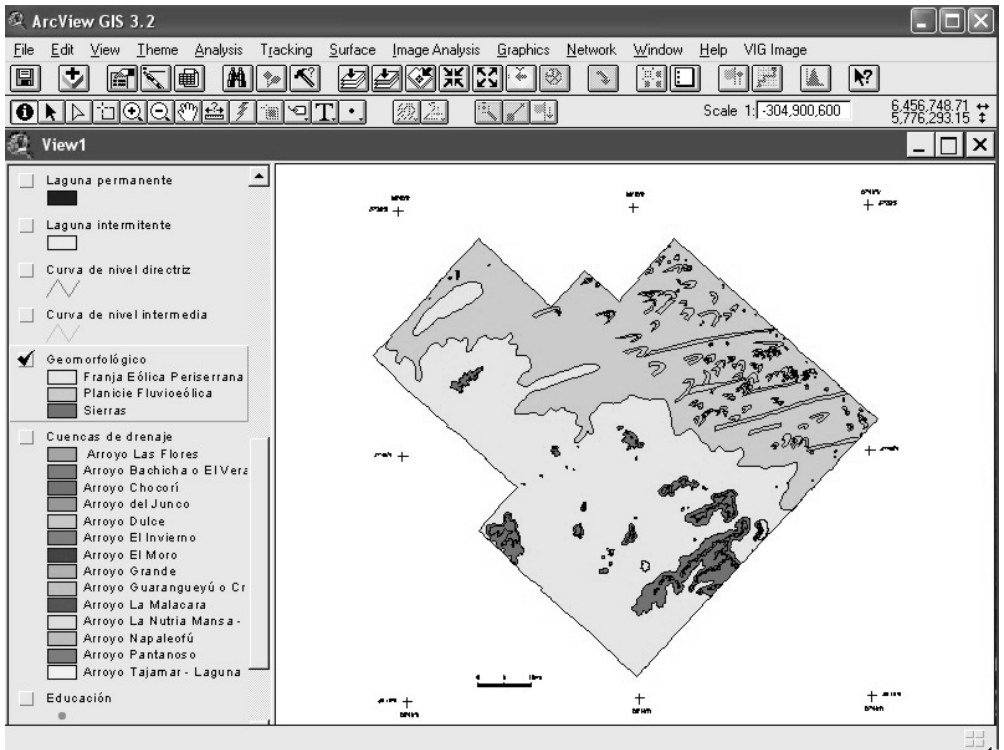 ArcView GIS 3.2
File Edit View Theme Analysis Tracking Surface Image Analysis Graphics Network Window Help VIG Image
Scale 1: -304,900,600
6,456,748.71
5,776,293.15
View1
Laguna permanente
Laguna intermitente
Curva de nivel directriz
Curva de nivel intermedia
Geomorfológico
Franja Eólica Periserrana
Planicie Fluvioeólica
Sierras
Cuencas de drenaje
Arroyo Las Flores
Arroyo Bachicha o El Vera
Arroyo Chocorí
Arroyo del Junco
Arroyo Dulce
Arroyo El Invierno
Arroyo El Moro
Arroyo Grande
Arroyo Guarangueyú o Cr
Arroyo La Malacara
Arroyo La Nutria Mansa -
Arroyo Napaleofú
Arroyo Pantanoso
Arroyo Tajamar - Laguna
Educación